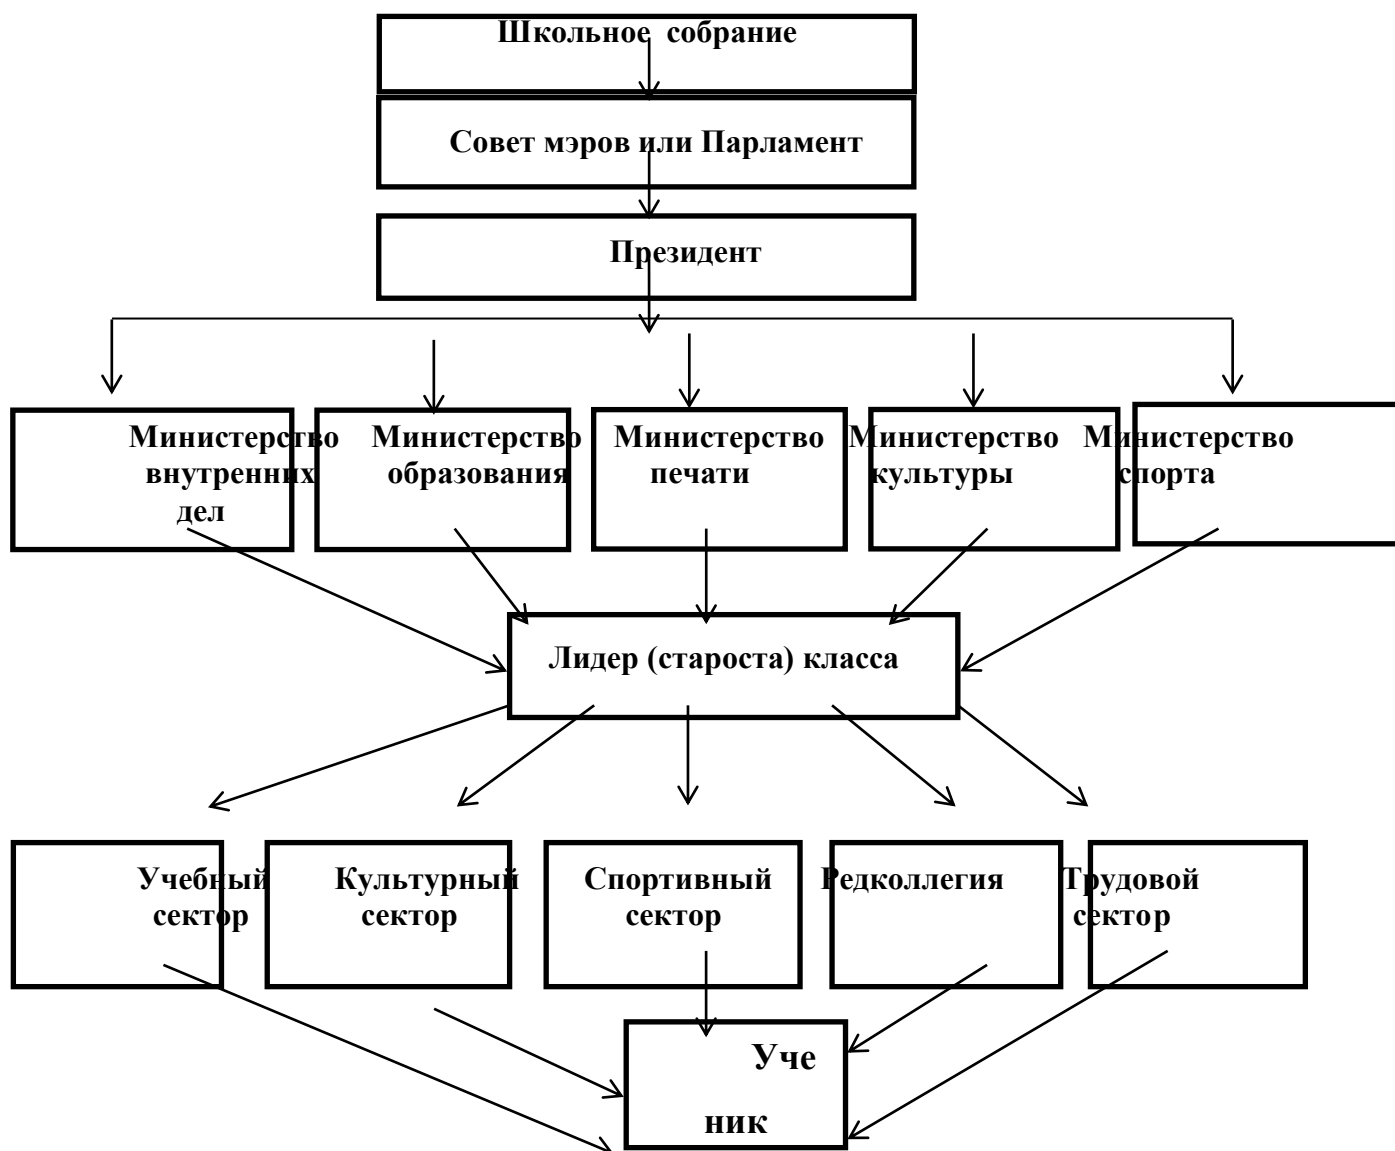 Школьное собрание
Совет мэров или Парламент
Президент
Министерство
внутренних
дел
Министерство
образования
Министерство
печати
Министерство
культуры
Министерство
спорта
Лидер (староста) класса
Учебный
сектор
Культурный
сектор
Спортивный
сектор
Редколлегия
Трудовой
сектор
Уче
ник